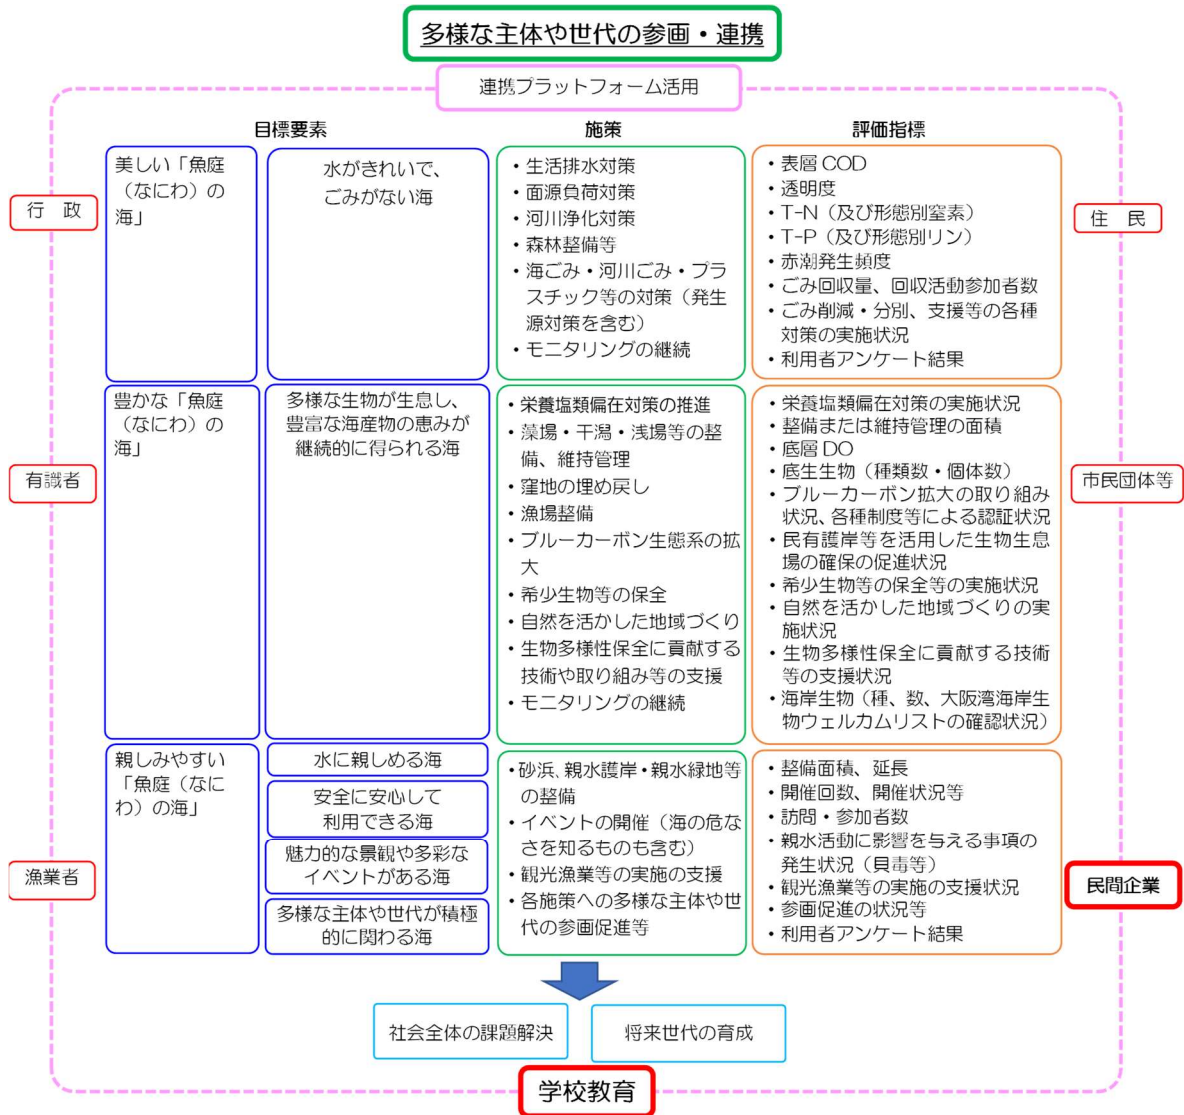 多様な主体や世代の参画・連携
連携プラットフォーム活用
目標要素
施策
評価指標
行　政
有識者
漁業者
美しい「魚庭
（なにわ）の
海」
水がきれいで、
ごみがない海
・生活排水対策
・面源負荷対策
・河川浄化対策
・森林整備等
・海ごみ・河川ごみ・プラ
スチック等の対策（発生
源対策を含む）
・モニタリングの継続
・表層 COD
・透明度
・T-N（及び形態別窒素）
・T-P（及び形態別リン）
・赤潮発生頻度
・ごみ回収量、回収活動参加者数
・ごみ削減・分別、支援等の各種
対策の実施状況
・利用者アンケート結果
豊かな「魚庭
（なにわ）の
海」
多様な生物が生息し、
豊富な海産物の恵みが
継続的に得られる海
・栄養塩類偏在対策の推進
・藻場・干潟・浅場等の整
備、維持管理
・窪地の埋め戻し
・漁場整備
・ブルーカーボン生態系の拡
大
・希少生物等の保全
・自然を活かした地域づくり
・生物多様性保全に貢献する
技術や取り組み等の支援
・モニタリングの継続
・栄養塩類偏在対策の実施状況
・整備または維持管理の面積
・底層 DO
・底生生物（種類数・個体数）
・ブルーカーボン拡大の取り組み
状況、各種制度等による認証状況
・民有護岸等を活用した生物生息
場の確保の促進状況
・希少生物等の保全等の実施状況
・自然を活かした地域づくりの実
施状況
・生物多様性保全に貢献する技術
等の支援状況
・海岸生物（種、数、大阪湾海岸生
物ウェルカムリストの確認状況）
親しみやすい
「魚庭（なに
わ）の海」
水に親しめる海
安全に安心して
利用できる海
魅力的な景観や多彩な
イベントがある海
多様な主体や世代が積極
的に関わる海
・砂浜、親水護岸・親水緑地等
の整備
・イベントの開催（海の危な
さを知るものも含む）
・観光漁業等の実施の支援
・各施策への多様な主体や世
代の参画促進等
・整備面積、延長
・開催回数、開催状況等
・訪問・参加者数
・親水活動に影響を与える事項の
発生状況（貝毒等）
・観光漁業等の実施の支援状況
・参画促進の状況等
・利用者アンケート結果
住　民
市民団体等
民間企業
社会全体の課題解決
将来世代の育成
学校教育